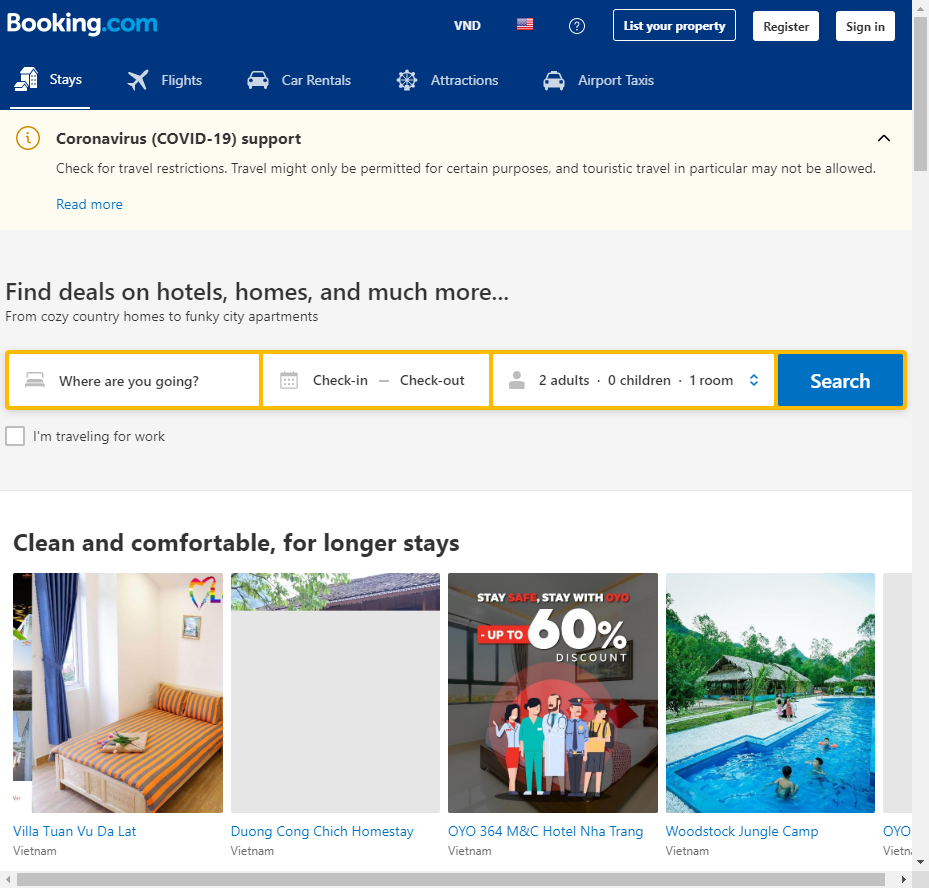 Booking.com
VND
List your property
Register
Sign in
Stays
Flights
Car Rentals
Attractions
Airport Taxis
Coronavirus (COVID-19) support
Check for travel restrictions. Travel might only be permitted for certain purposes, and touristic travel in particular may not be allowed.
Read more
Find deals on hotels, homes, and much more...
From cozy country homes to funky city apartments
Where are you going?
Check-in — Check-out
2 adults · 0 children · 1 room
Search
I'm traveling for work
Clean and comfortable, for longer stays
STAY SAFE, STAY WITH OYO
- UP TO 60%
DISCOUNT
Villa Tuan Vu Da Lat
Vietnam
Duong Cong Chich Homestay
Vietnam
OYO 364 M&C Hotel Nha Trang
Vietnam
Woodstock Jungle Camp
Vietnam
OYO